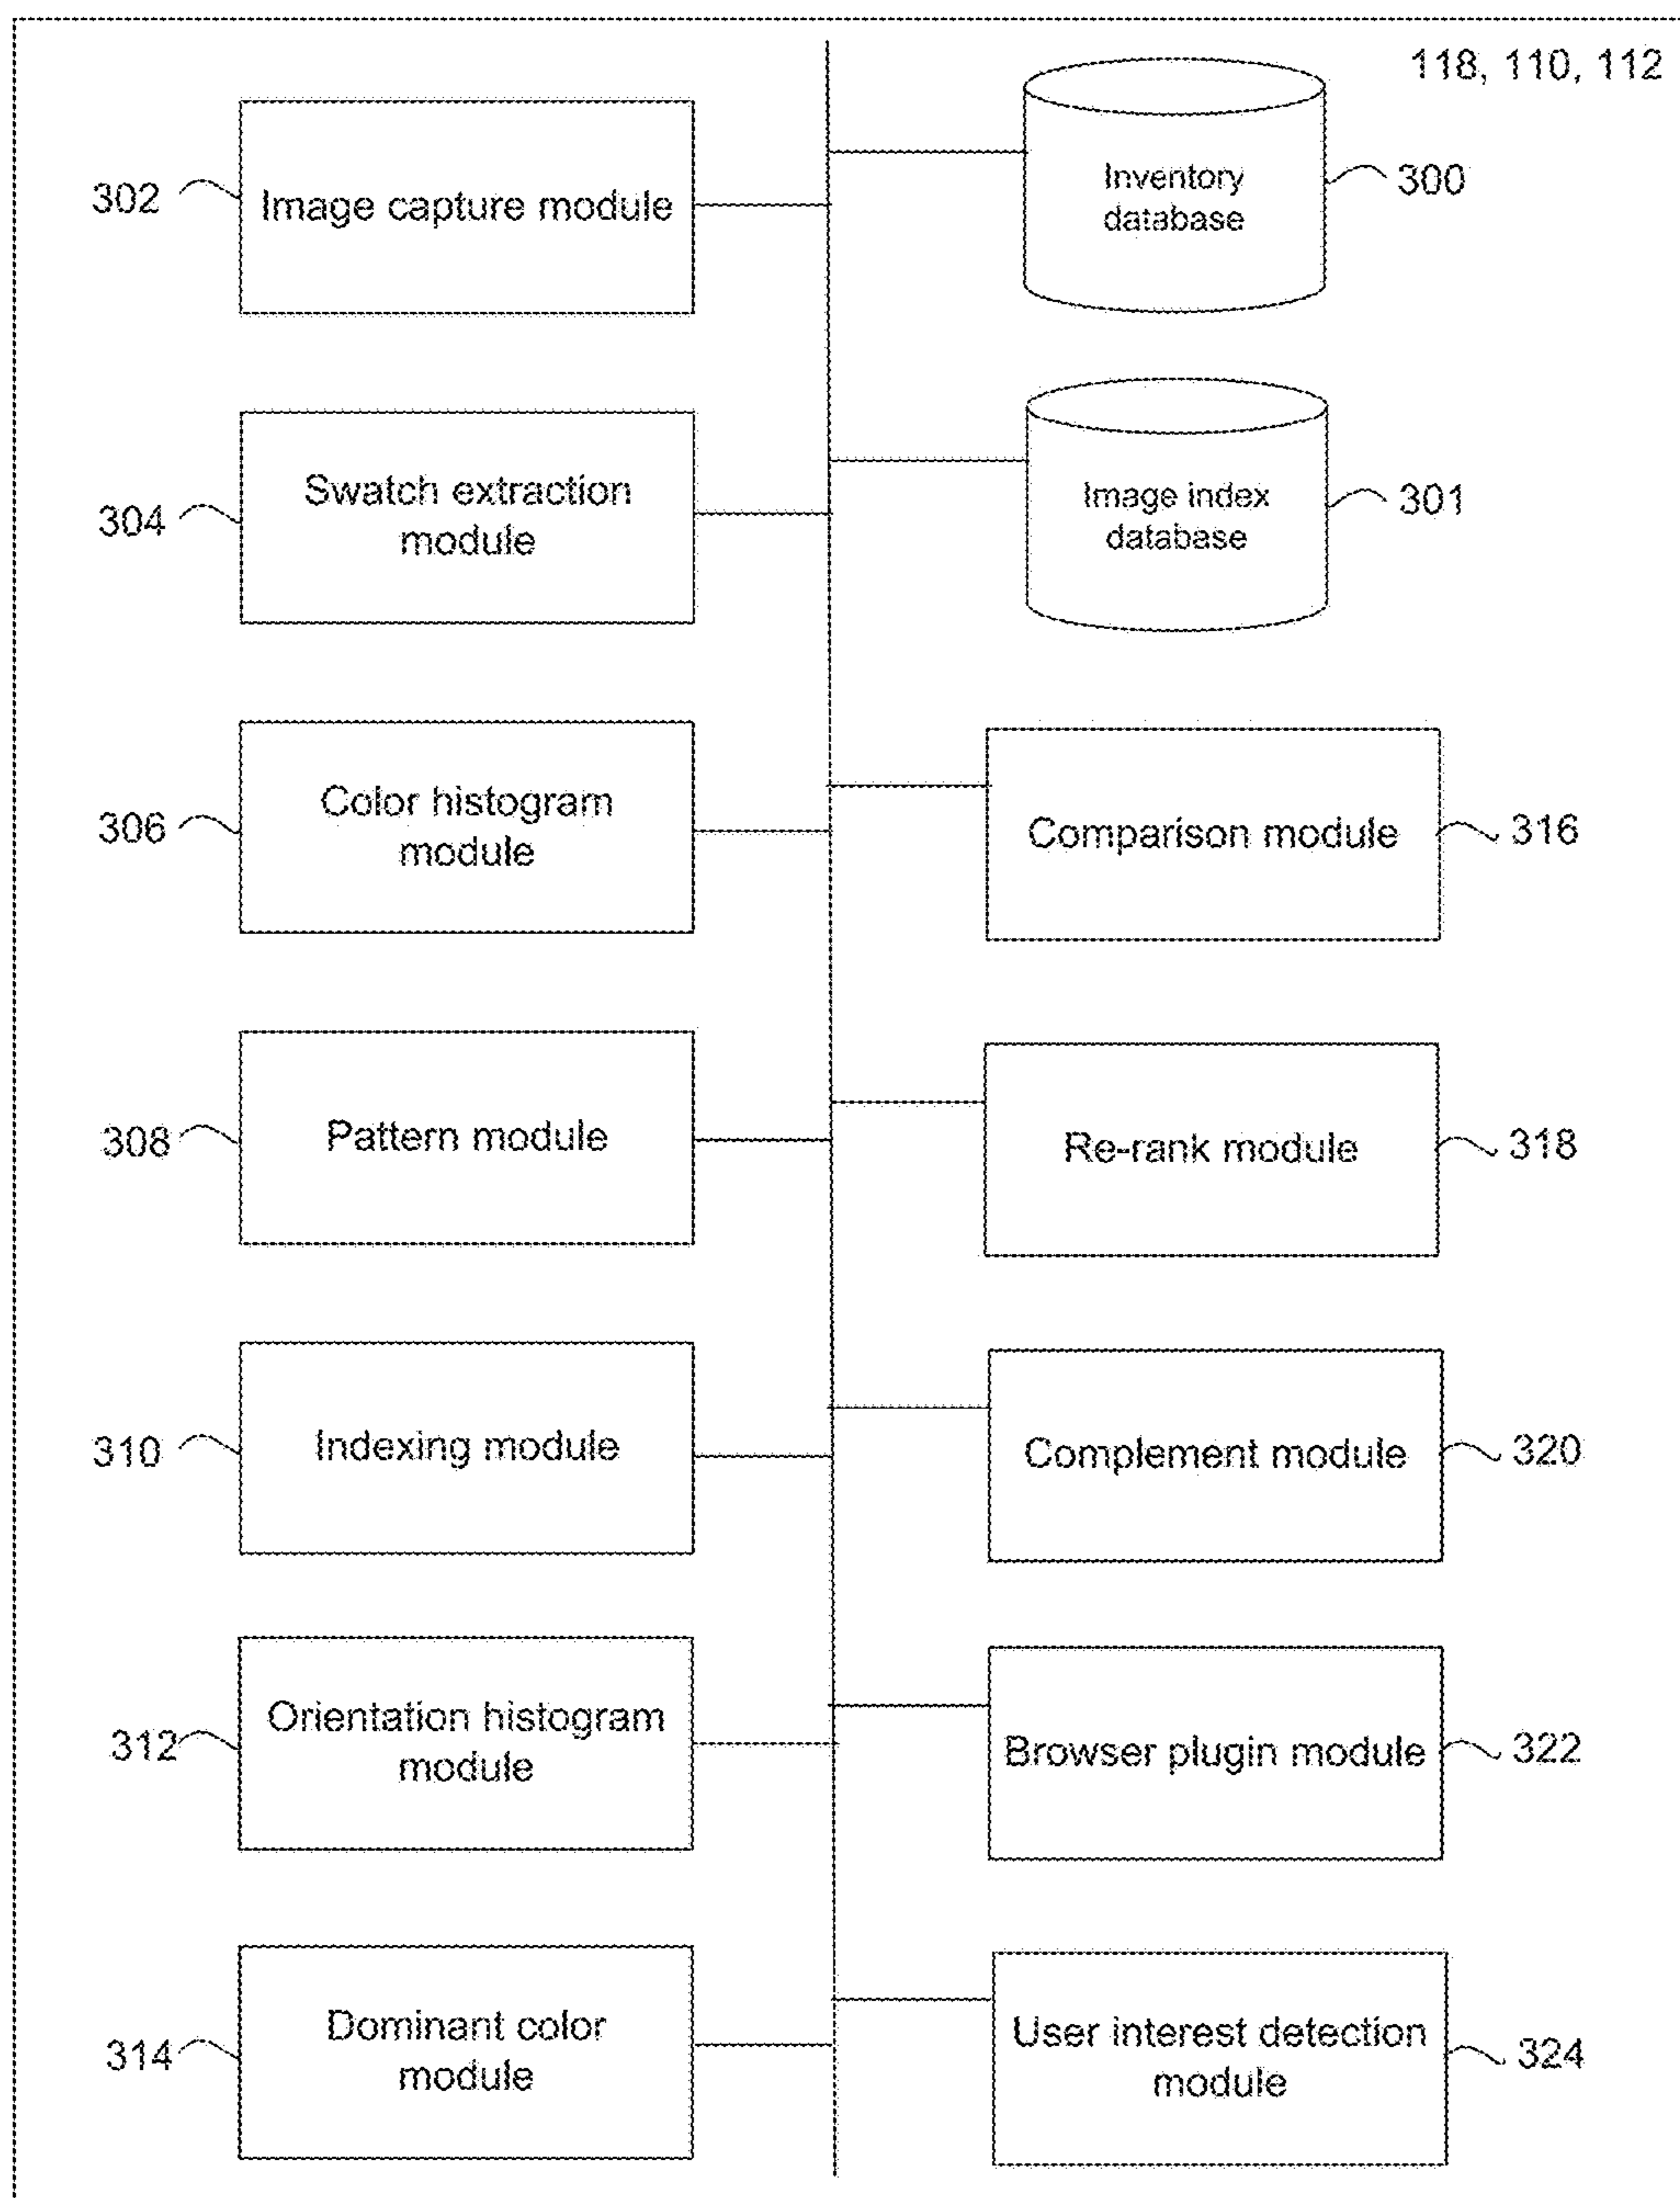 118, 110, 112
302
Image capture module
Inventory
database
300
304
Swatch extraction
module
Image index
database
301
306
Color histogram
module
Comparison module
316
308
Pattern module
Re-rank module
318
310
Indexing module
Complement module
320
312
Orientation histogram
module
Browser plugin module
322
314
Dominant color
module
User interest detection
module
324